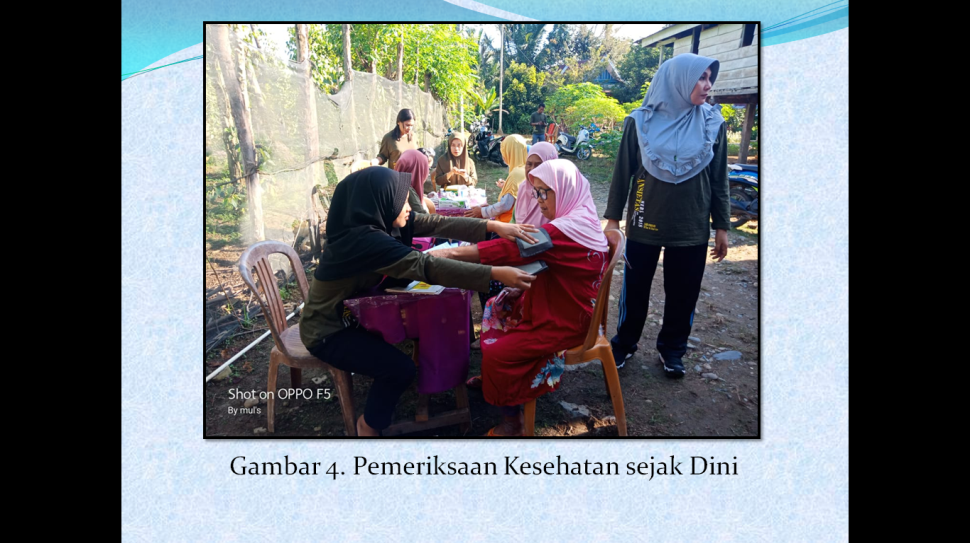 Shot on OPPO F5
By mul's
Gambar 4. Pemeriksaan Kesehatan sejak Dini